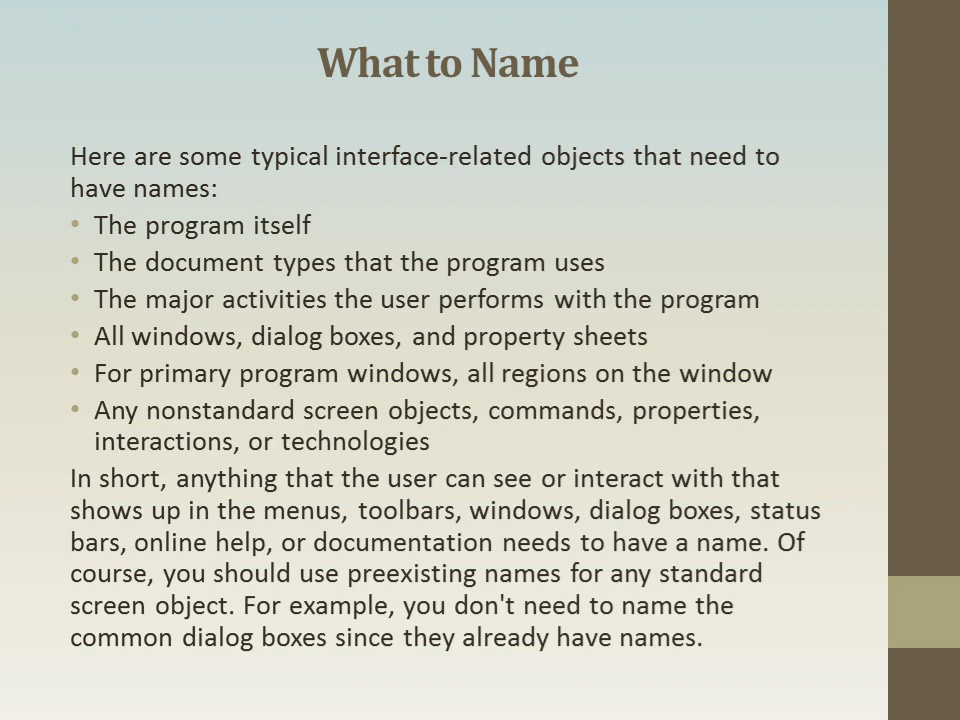 What to Name
Here are some typical interface-related objects that need to
have names:
• The program itself
• The document types that the program uses
• The major activities the user performs with the program
• All windows, dialog boxes, and property sheets
• For primary program windows, all regions on the window
• Any nonstandard screen objects, commands, properties,
interactions, or technologies
In short, anything that the user can see or interact with that
shows up in the menus, toolbars, windows, dialog boxes, status
bars, online help, or documentation needs to have a name. Of
course, you should use preexisting names for any standard
screen object. For example, you don't need to name the
common dialog boxes since they already have names.